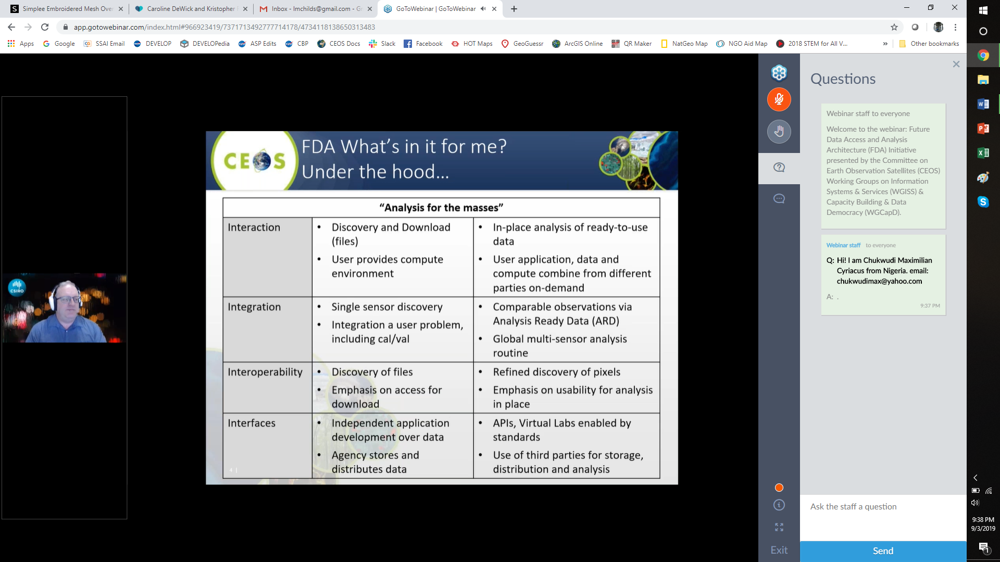 Simplee Embroidered Mesh Over
Caroline DeWick and Kristopher
Inbox - lmchilds@gmail.com - G
GoToWebinar | GoToWebinar
app.gotowebinar.com/index.html#966923419/7371713492777714178/4734118138650313483
Apps
Google
SSAI Email
DEVELOP
DEVELOPedia
ASP Edits
CBP
CEOS Docs
Slack
Facebook
HOT Maps
GeoGuessr
ArcGIS Online
QR Maker
NatGeo Map
NGO Aid Map
2018 STEM for All V...
»
Other bookmarks
CSIRO
CEOS
FDA What's in it for me?
Under the hood...
“Analysis for the masses”
Interaction
• Discovery and Download
(files)
• User provides compute
environment
• In-place analysis of ready-to-use
data
• User application, data and
compute combine from different
parties on-demand
Integration
• Single sensor discovery
• Integration a user problem,
including cal/val
• Comparable observations via
Analysis Ready Data (ARD)
• Global multi-sensor analysis
routine
Interoperability
• Discovery of files
• Emphasis on access for
download
• Refined discovery of pixels
• Emphasis on usability for analysis
in place
Interfaces
• Independent application
development over data
• Agency stores and
distributes data
• APIs, Virtual Labs enabled by
standards
• Use of third parties for storage,
distribution and analysis
4 |
Exit
Questions
Webinar staff to everyone
Welcome to the webinar: Future
Data Access and Analysis
Architecture (FDA) Initiative
presented by the Committee on
Earth Observation Satellites (CEOS)
Working Groups on Information
Systems & Services (WGISS) &
Capacity Building & Data
Democracy (WGCapD).
Webinar staff to everyone
Q: Hi! I am Chukwudi Maximilian
Cyriacus from Nigeria. email:
chukwudimax@yahoo.com
A: .
9:37 PM
Ask the staff a question
Send
9:38 PM
9/3/2019
1